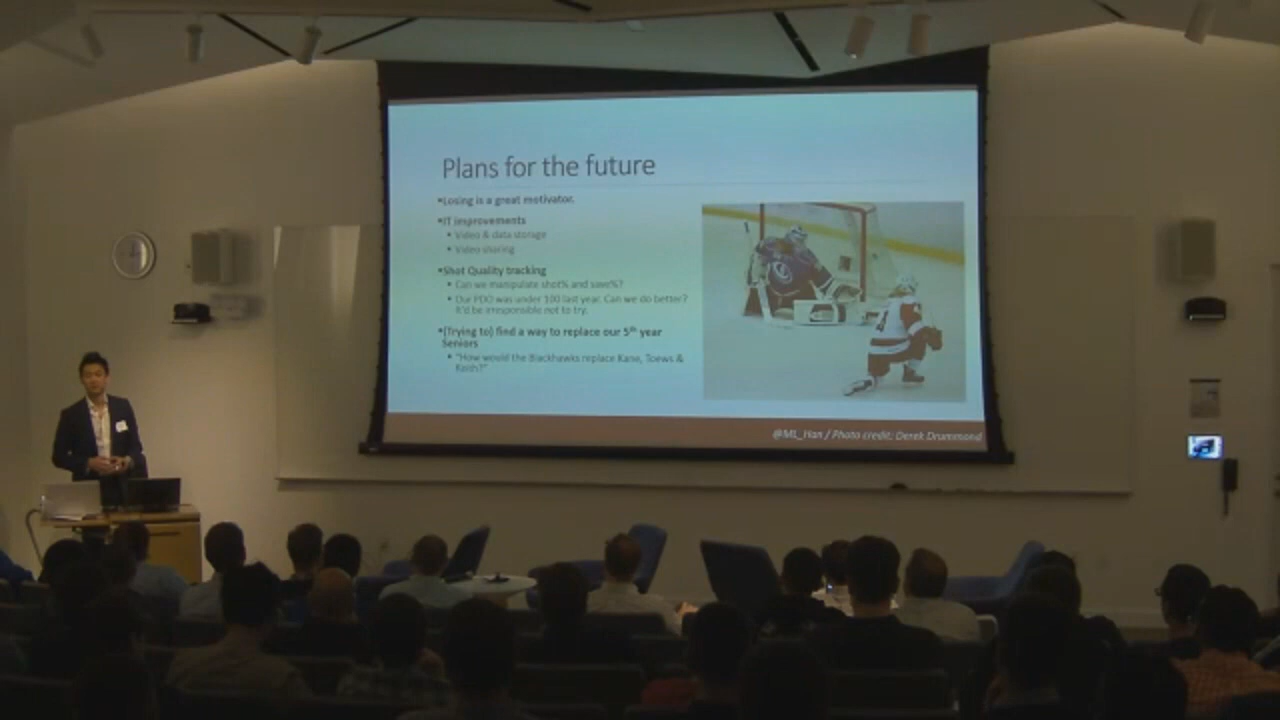 Plans for the future
▪Losing is a great motivator.
▪IT improvements
▪ Video & data storage
▪ Video sharing
▪Shot Quality tracking
▪ Can we manipulate shot% and save%?
▪ Our PDO was under 100 last year. Can we do better?
It'd be irresponsible not to try.
▪(Trying to) find a way to replace our 5th year
Seniors
▪ "How would the Blackhawks replace Kane, Toews &
Keith?"
@ML_Han / Photo credit: Derek Drummond